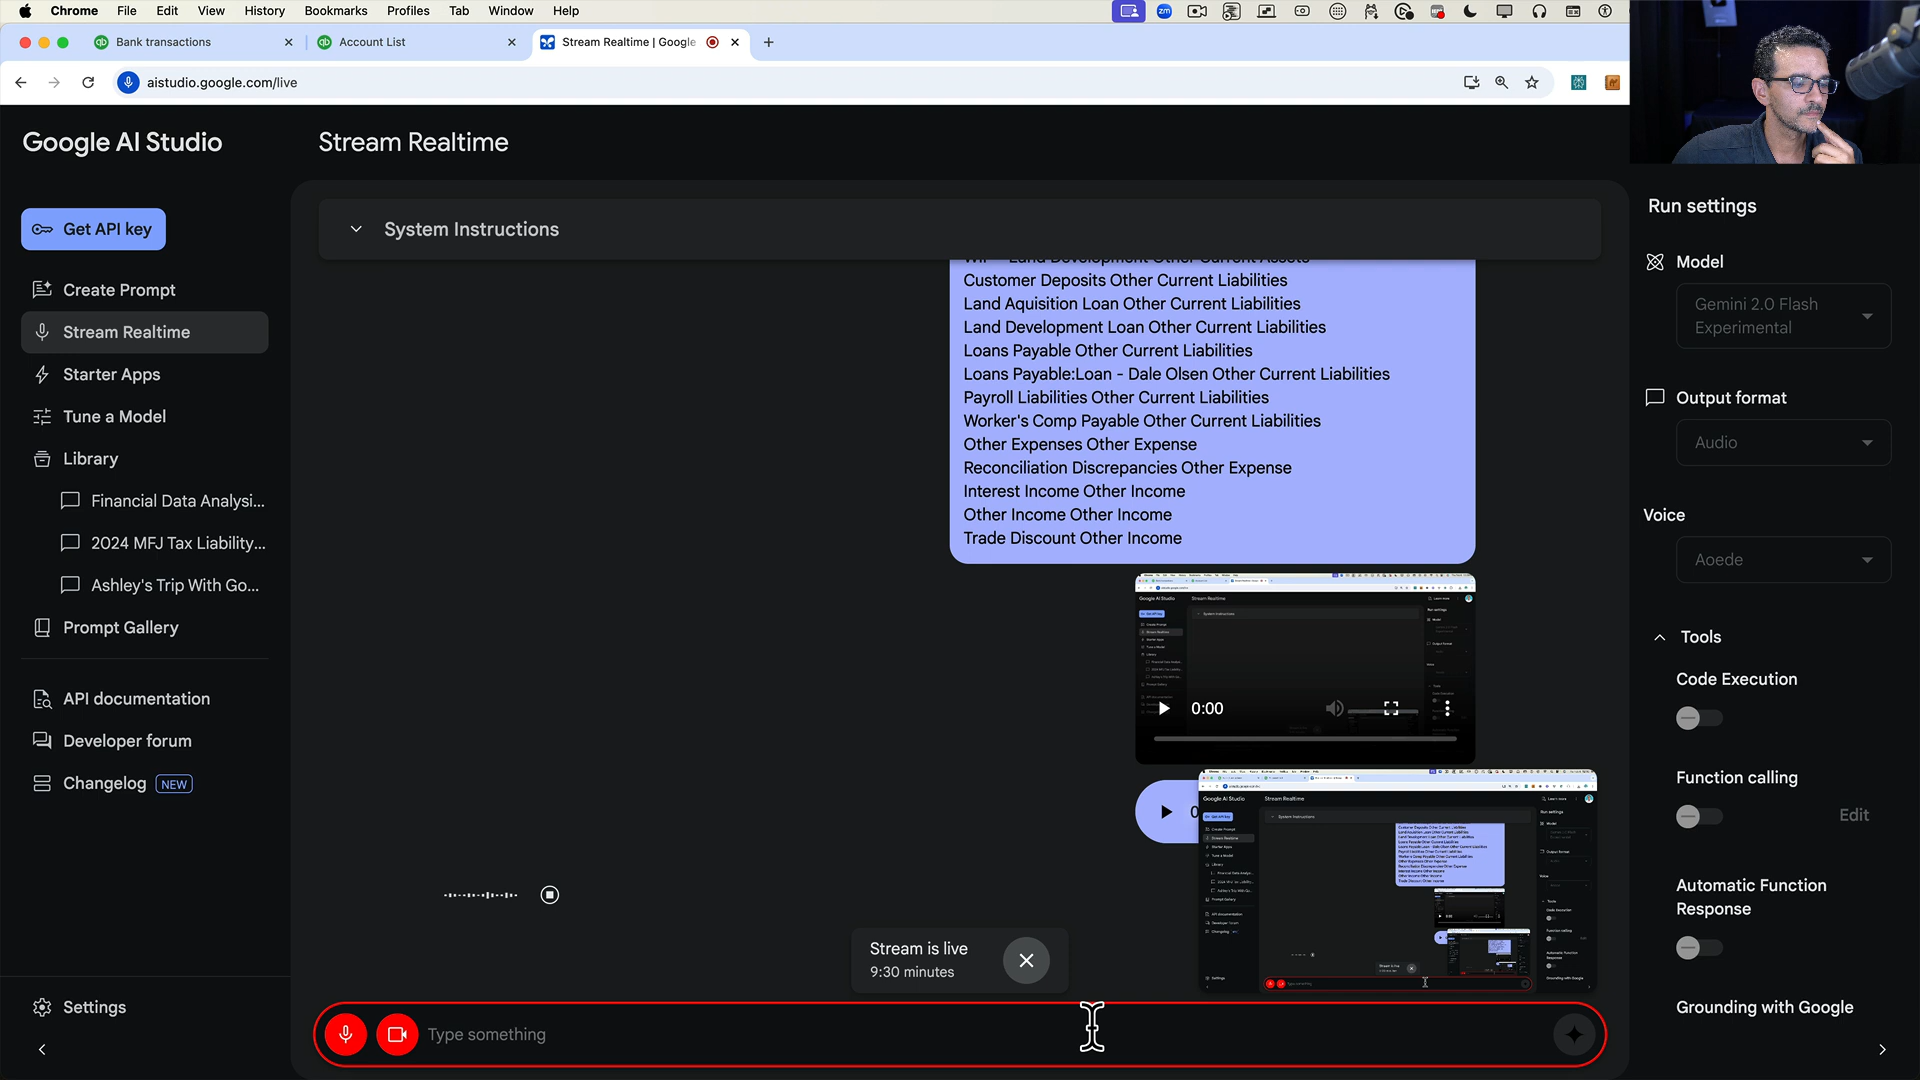 Chrome File Edit View History Bookmarks Profiles Tab Window Help
Bank transactions
Account List
Stream Realtime | Google
aistudio.google.com/live
Google AI Studio
Stream Realtime
Get API key
Create Prompt
Stream Realtime
Starter Apps
Tune a Model
Library
Financial Data Analysi...
2024 MFJ Tax Liability...
Ashley's Trip With Go...
Prompt Gallery
API documentation
Developer forum
Changelog NEW
Settings
System Instructions
Customer Deposits Other Current Liabilities
Land Aquisition Loan Other Current Liabilities
Land Development Loan Other Current Liabilities
Loans Payable Other Current Liabilities
Loans Payable:Loan - Dale Olsen Other Current Liabilities
Payroll Liabilities Other Current Liabilities
Worker's Comp Payable Other Current Liabilities
Other Expenses Other Expense
Reconciliation Discrepancies Other Expense
Interest Income Other Income
Other Income Other Income
Trade Discount Other Income
0:00
Stream is live
9:30 minutes
Type something
Run settings
Model
Gemini 2.0 Flash
Experimental
Output format
Audio
Voice
Aoede
Tools
Code Execution
Function calling
Edit
Automatic Function
Response
Grounding with Google